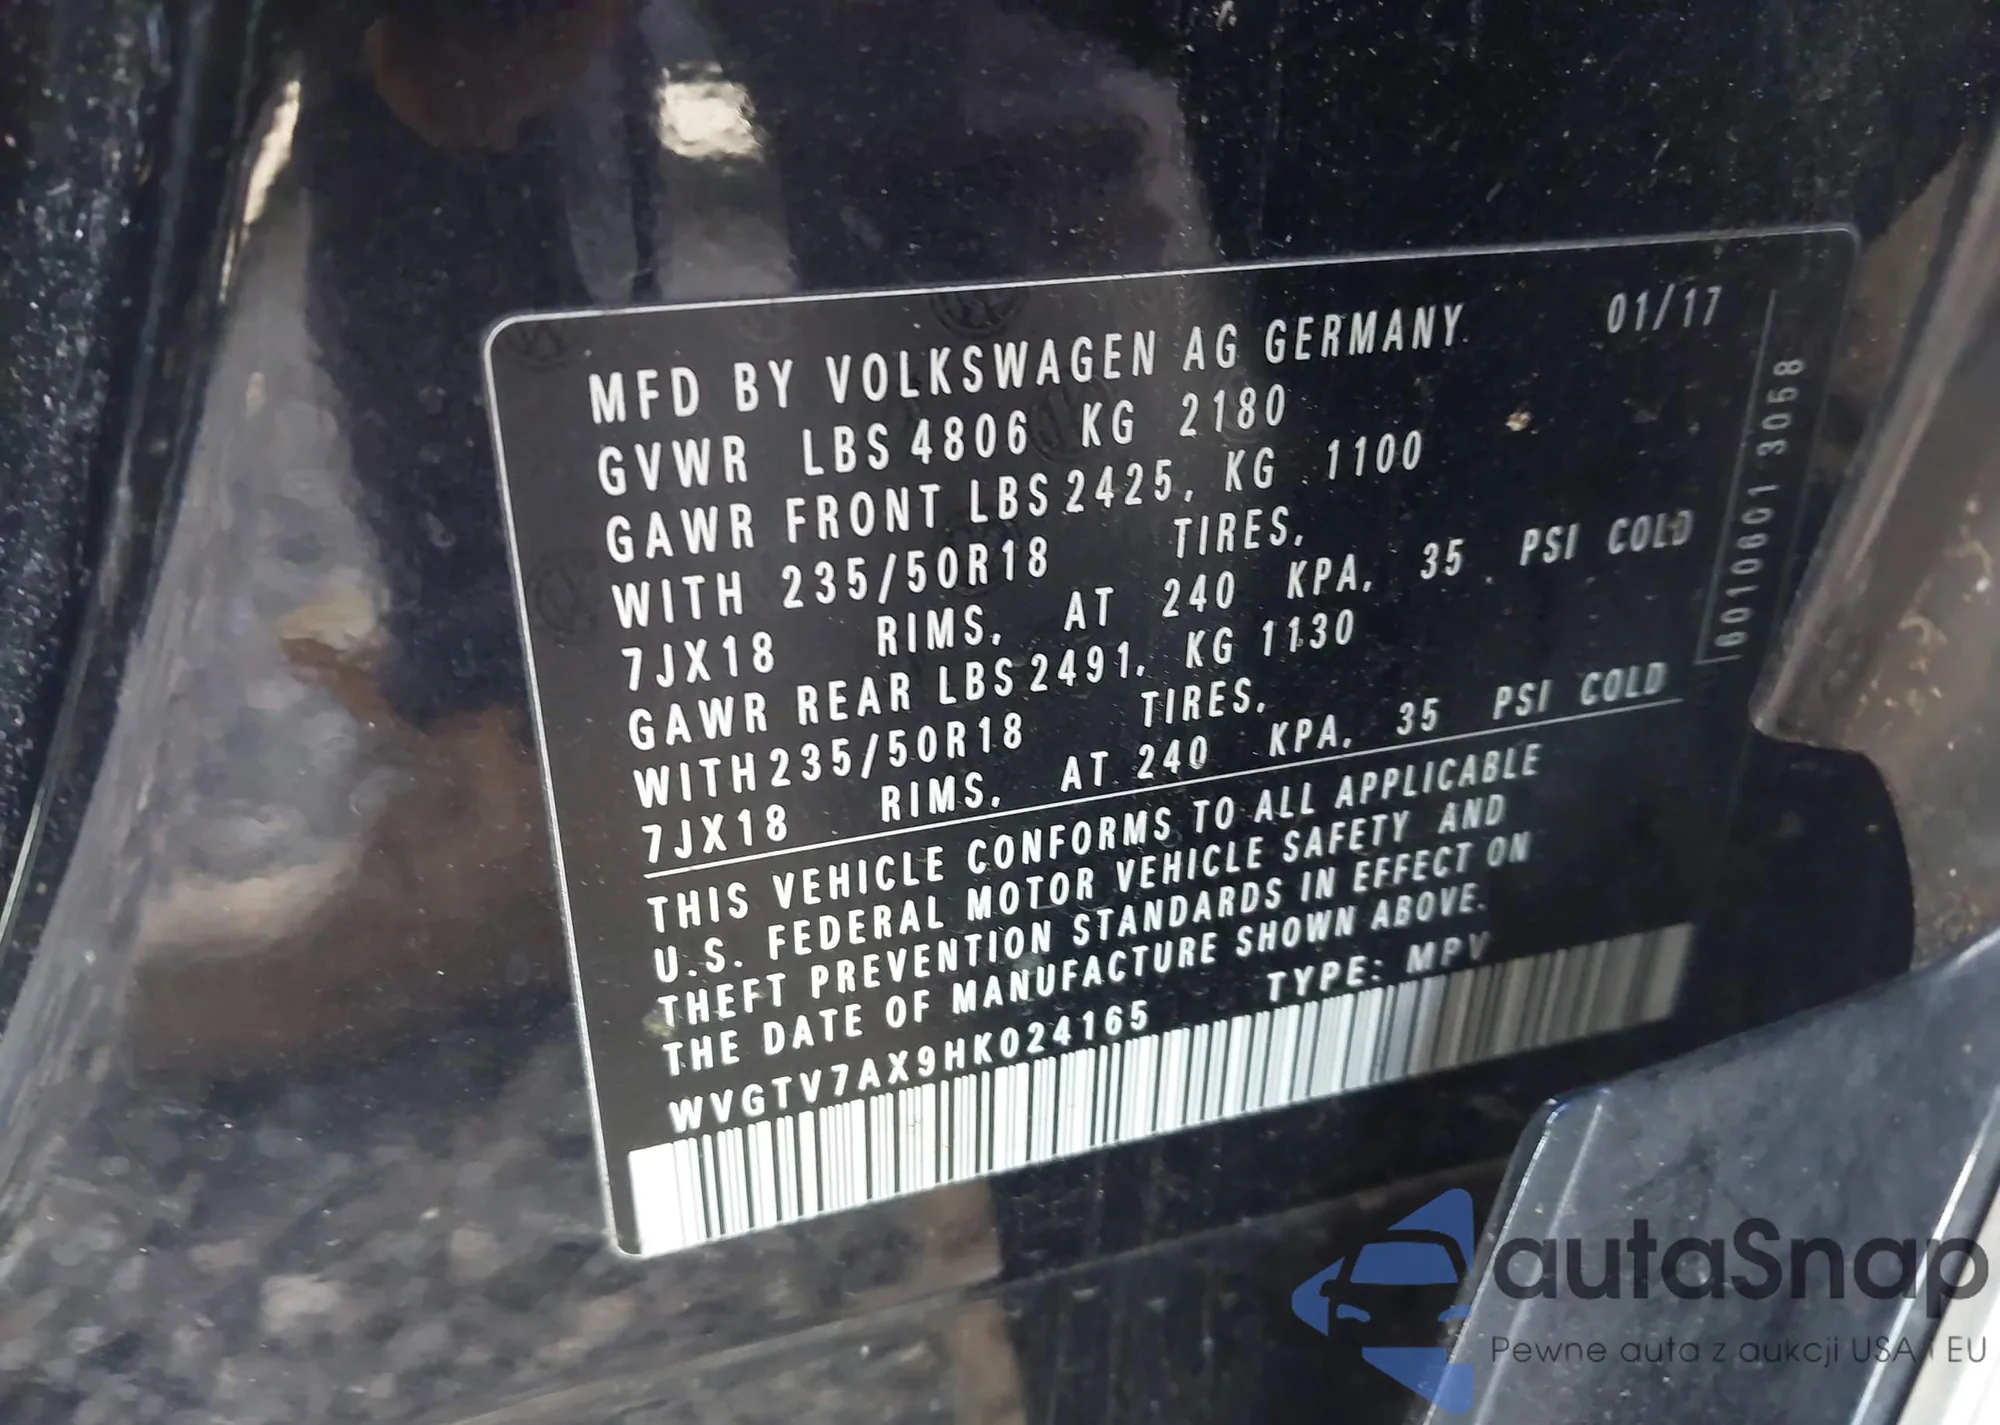 MFD BY VOLKSWAGEN AG GERMANY 01/17
GVWR LBS 4806 KG 2180
GAWR FRONT LBS 2425, KG 1100
WITH 235/50R18 TIRES,
7JX18 RIMS, AT 240 KPA, 35 PSI COLD
GAWR REAR LBS 2491, KG 1130
WITH 235/50R18 TIRES,
7JX18 RIMS, AT 240 KPA, 35 PSI COLD
THIS VEHICLE CONFORMS TO ALL APPLICABLE
U.S. FEDERAL MOTOR VEHICLE SAFETY AND
THEFT PREVENTION STANDARDS IN EFFECT ON
THE DATE OF MANUFACTURE SHOWN ABOVE.
WVGTV7AX9HK024165 TYPE: MPV
6010601 3058
autaSnap
Pewne auta z aukcji USA i EU